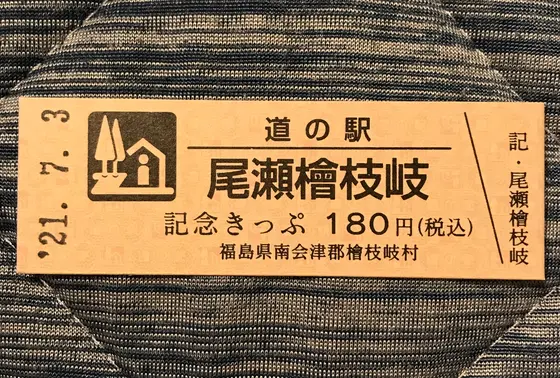 '21.7.3
道の駅
尾瀬檜枝岐
記念きっぷ 180円(税込)
福島県南会津郡檜枝岐村
記・尾瀬檜枝岐